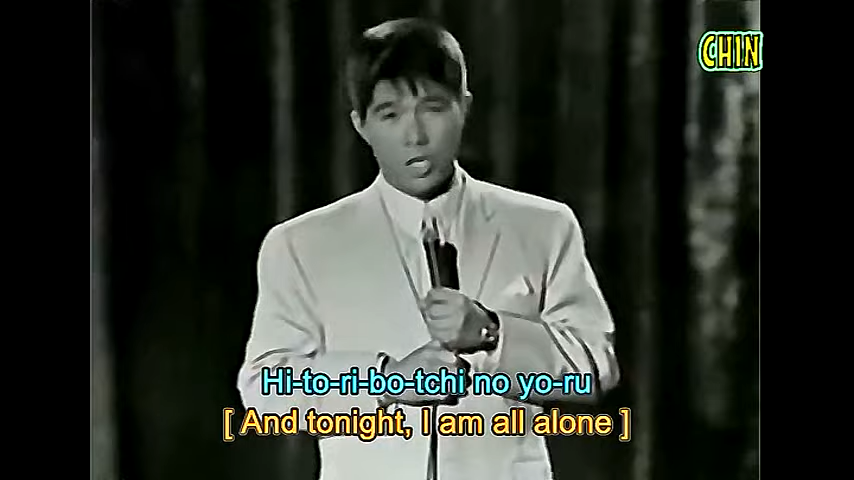 CHIN
Hi-to-ri-bo-tchi no yo-ru
[ And tonight, I am all alone ]